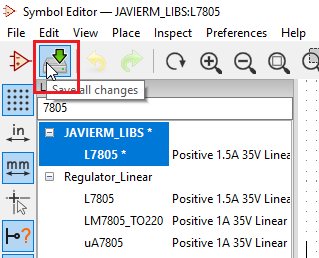 Symbol Editor — JAVIERM_LIBS:L7805
File Edit View Place Inspect Preferences
Save all changes
7805
JAVIERM_LIBS *
L7805 * Positive 1.5A 35V Linear
Regulator_Linear
L7805 Positive 1.5A 35V Linear
LM7805_TO220 Positive 1A 35V Linear
uA7805 Positive 1.5A 35V Linear
in
mm